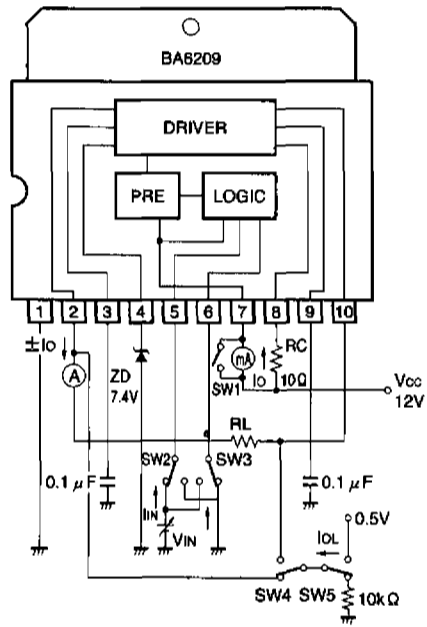 BA6209
DRIVER
PRE
LOGIC
1 2 3 4 5 6 7 8 9 10
±IO
A
ZD
7.4V
SW1
mA
IO
RC
10Ω
VCC
12V
RL
SW2
SW3
0.1 μF
IIN
VIN
0.1 μF
0.5V
IOL
SW4 SW5
10kΩ